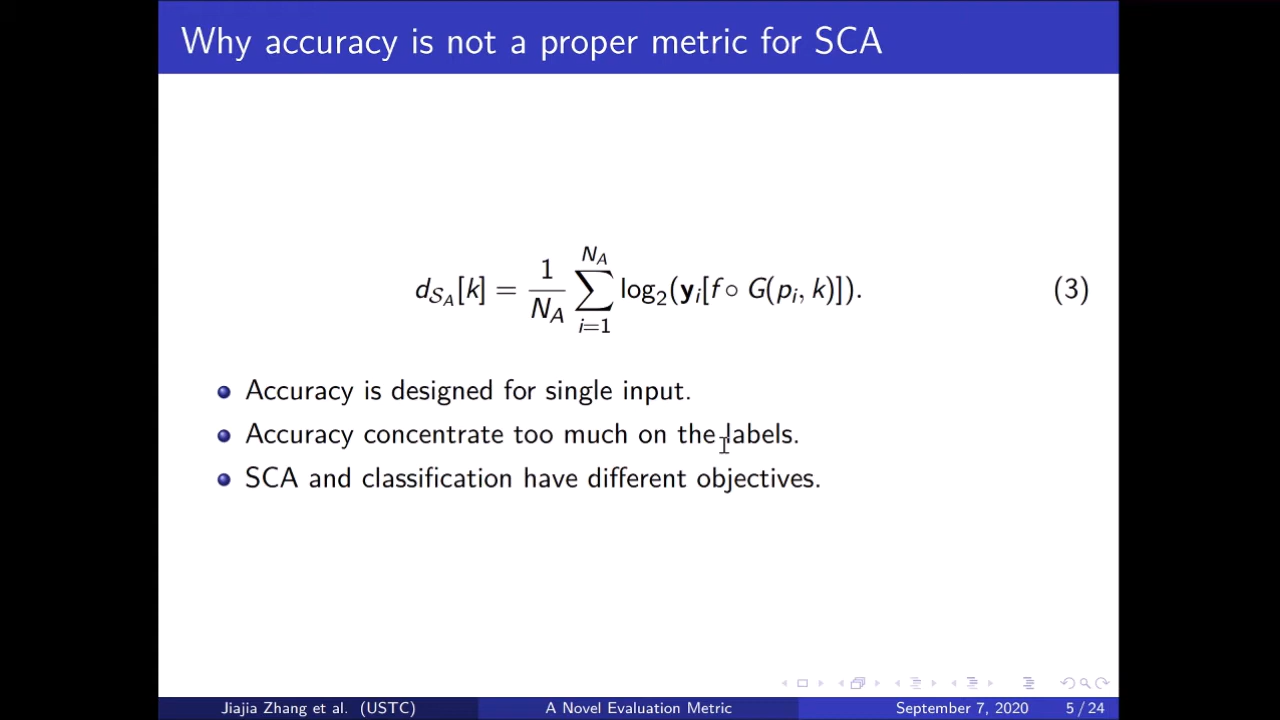 Why accuracy is not a proper metric for SCA
$d_{\mathcal{S}_A}[k] = \frac{1}{N_A} \sum_{i=1}^{N_A} \log_2(\mathbf{y}_i[f \circ G(p_i, k)]).$ (3)
Accuracy is designed for single input.
Accuracy concentrate too much on the labels.
SCA and classification have different objectives.
Jiajia Zhang et al. (USTC) A Novel Evaluation Metric September 7, 2020 5 / 24